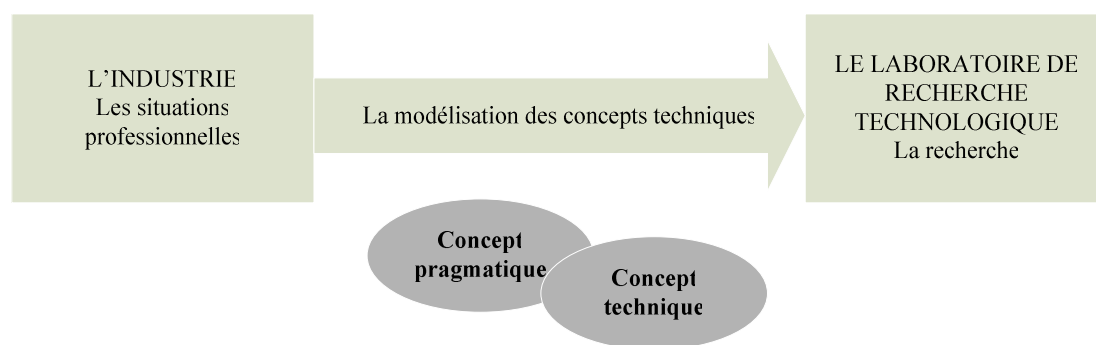 L’INDUSTRIE
Les situations
professionnelles
La modélisation des concepts techniques
LE LABORATOIRE DE
RECHERCHE
TECHNOLOGIQUE
La recherche
Concept
pragmatique
Concept
technique